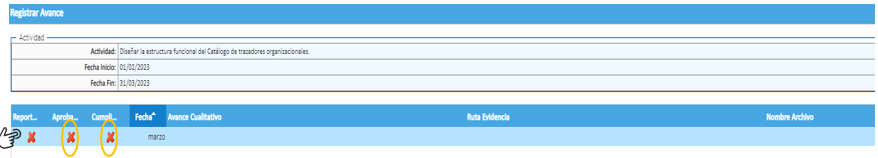 Registrar Avance
Actividad
Actividad: Diseñar la estructura funcional del Catálogo de trazadores organizacionales.
Fecha Inicio: 01/02/2023
Fecha Fin: 31/03/2023
Report... Aproba... Cumpli... Fecha Avance Cualitativo Ruta Evidencia Nombre Archivo
marzo